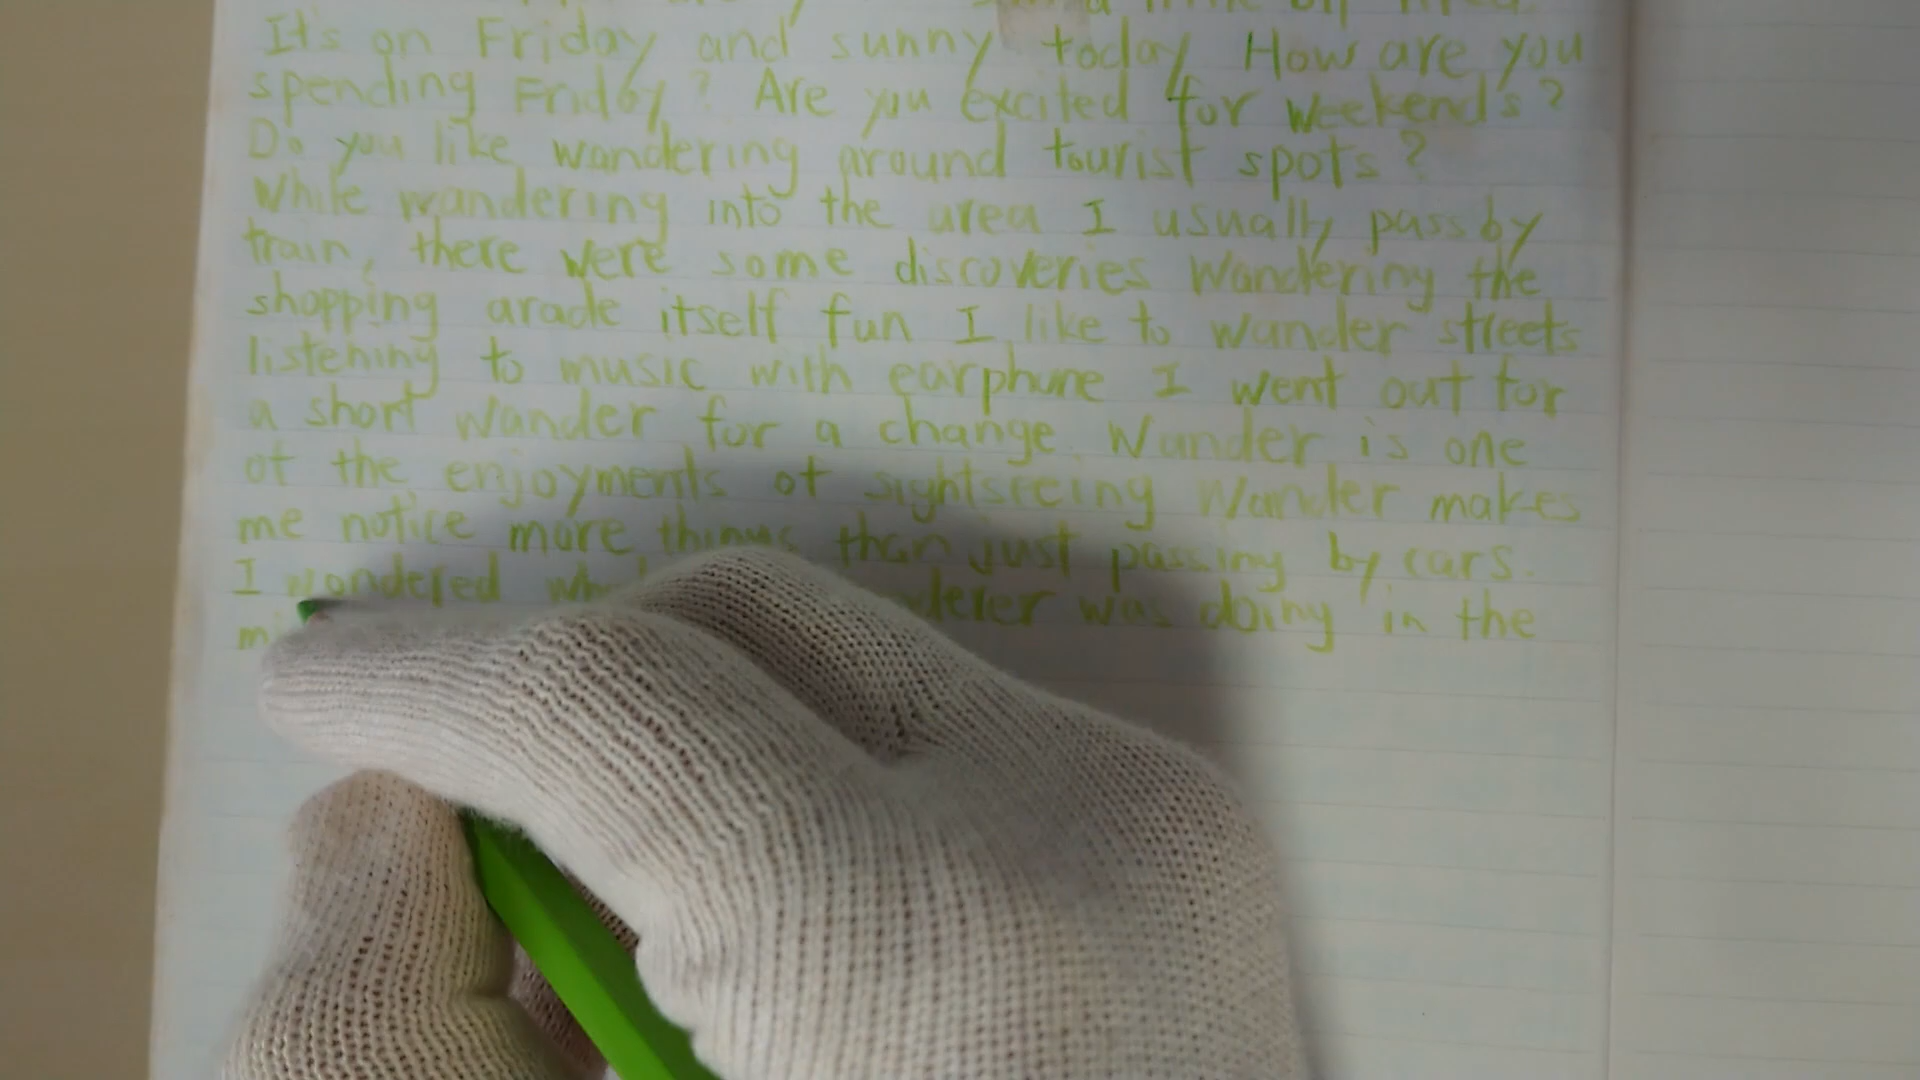 It's on Friday and sunny today How are you
spending Friday? Are you excited for weekends?
Do you like wandering around tourist spots?
While wandering into the area I usually pass by
train, there were some discoveries Wandering the
shopping arade itself fun I like to wander streets
listening to music with earphone I went out for
a short wander for a change. Wander is one
of the enjoyments of sightseeing Wander makes
me notice more things than just passing by cars.
I wondered was doing in the